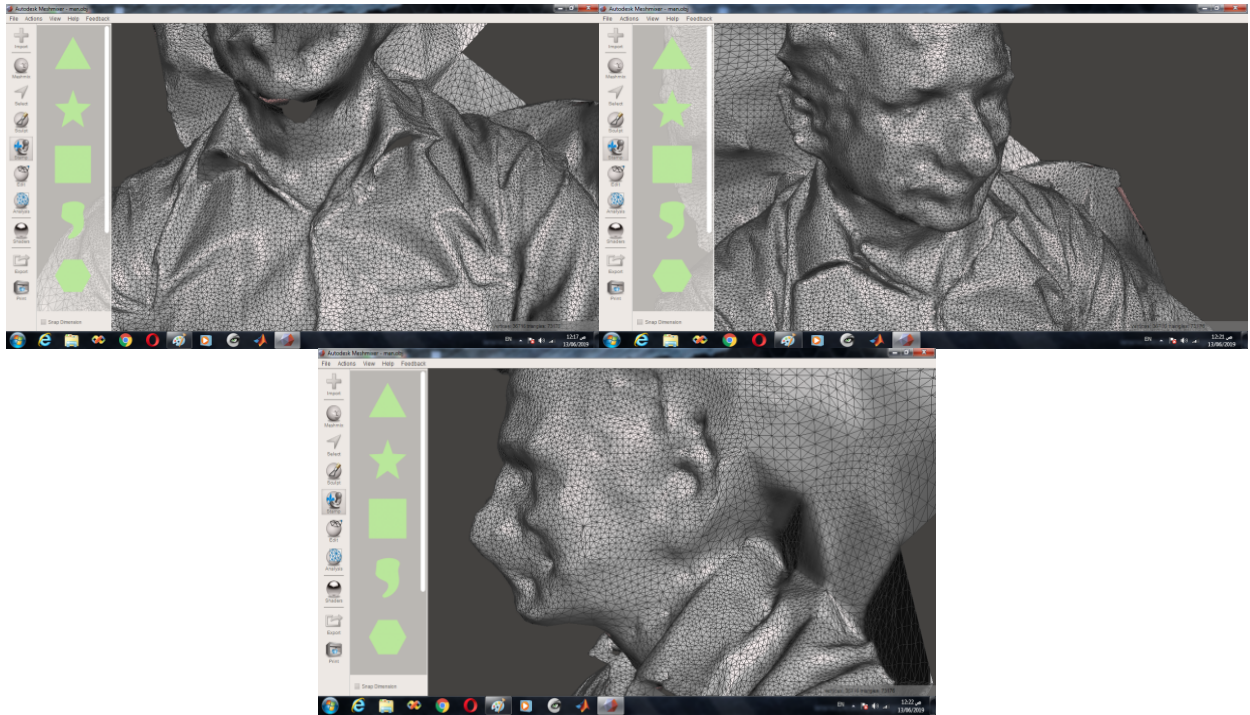 Autodesk Meshmixer - man.obj
File Actions View Help Feedback
Import
Meshmix
Select
Sculpt
Stamp
Edit
Analysis
Shaders
Export
Print
Snap Dimension
EN
12:17 ص
13/06/2019
Autodesk Meshmixer - man.obj
File Actions View Help Feedback
Import
Meshmix
Select
Sculpt
Stamp
Edit
Analysis
Shaders
Export
Print
Snap Dimension
EN
12:21 ص
13/06/2019
Autodesk Meshmixer - man.obj
File Actions View Help Feedback
Import
Meshmix
Select
Sculpt
Stamp
Edit
Analysis
Shaders
Export
Print
Snap Dimension
EN
12:22 ص
13/06/2019